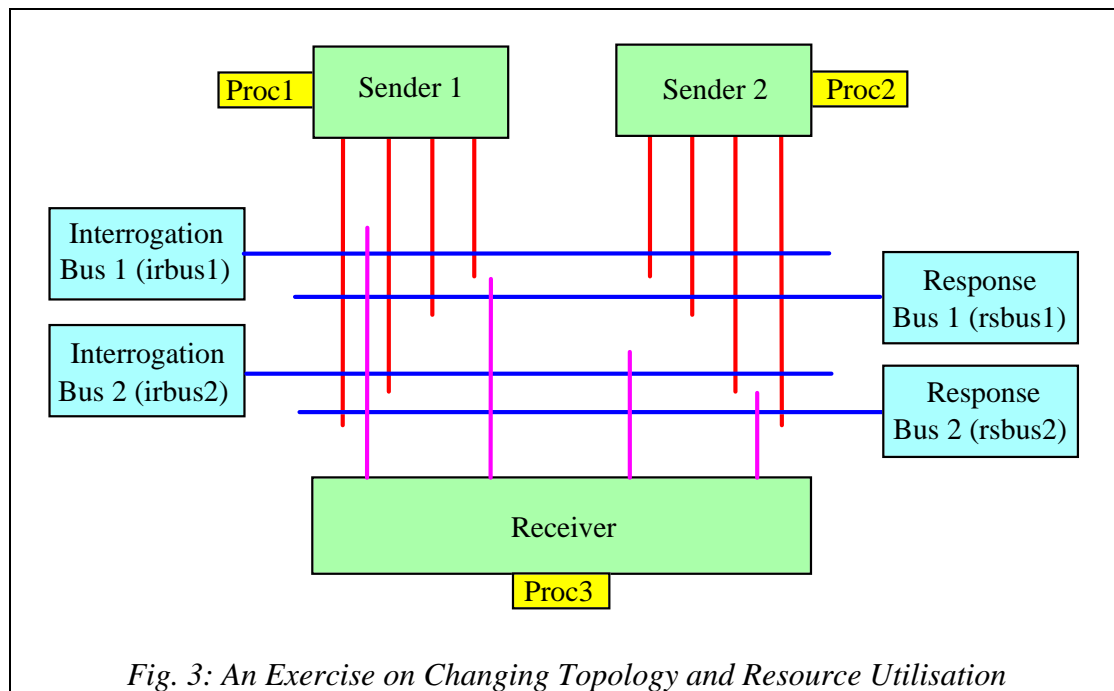 Proc1
Sender 1
Sender 2
Proc2
Interrogation
Bus 1 (irbus1)
Response
Bus 1 (rsbus1)
Interrogation
Bus 2 (irbus2)
Response
Bus 2 (rsbus2)
Receiver
Proc3
Fig. 3: An Exercise on Changing Topology and Resource Utilisation